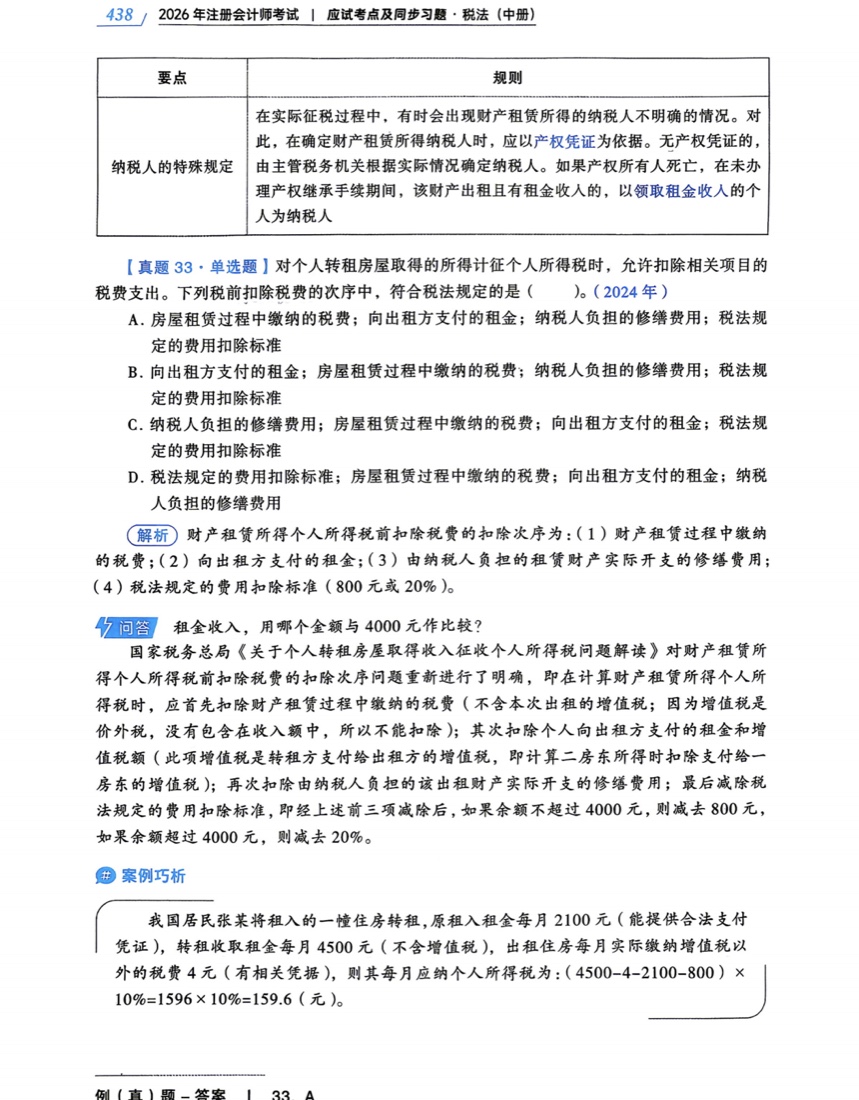 438 / 2026 年注册会计师考试 | 应试考点及同步习题·税法（中册）
要点
规则
纳税人的特殊规定
在实际征税过程中，有时会出现财产租赁所得的纳税人不明确的情况。对
此，在确定财产租赁所得纳税人时，应以产权凭证为依据。无产权凭证的，
由主管税务机关根据实际情况确定纳税人。如果产权所有人死亡，在未办
理产权继承手续期间，该财产出租且有租金收入的，以领取租金收入的个
人为纳税人
【真题 33·单选题】对个人转租房屋取得的所得计征个人所得税时，允许扣除相关项目的
税费支出。下列税前扣除税费的次序中，符合税法规定的是（　　）。（2024 年）
A. 房屋租赁过程中缴纳的税费；向出租方支付的租金；纳税人负担的修缮费用；税法规
定的费用扣除标准
B. 向出租方支付的租金；房屋租赁过程中缴纳的税费；纳税人负担的修缮费用；税法规
定的费用扣除标准
C. 纳税人负担的修缮费用；房屋租赁过程中缴纳的税费；向出租方支付的租金；税法规
定的费用扣除标准
D. 税法规定的费用扣除标准；房屋租赁过程中缴纳的税费；向出租方支付的租金；纳税
人负担的修缮费用
解析 财产租赁所得个人所得税前扣除税费的扣除次序为：（1）财产租赁过程中缴纳
的税费；（2）向出租方支付的租金；（3）由纳税人负担的租赁财产实际开支的修缮费用；
（4）税法规定的费用扣除标准（800 元或 20%）。
问答 租金收入，用哪个金额与 4000 元作比较？
国家税务总局《关于个人转租房屋取得收入征收个人所得税问题解读》对财产租赁所
得个人所得税前扣除税费的扣除次序问题重新进行了明确，即在计算财产租赁所得个人所
得税时，应首先扣除财产租赁过程中缴纳的税费（不含本次出租的增值税；因为增值税是
价外税，没有包含在收入额中，所以不能扣除）；其次扣除个人向出租方支付的租金和增
值税额（此项增值税是转租方支付给出租方的增值税，即计算二房东所得时扣除支付给一
房东的增值税）；再次扣除由纳税人负担的该出租财产实际开支的修缮费用；最后减除税
法规定的费用扣除标准，即经上述前三项减除后，如果余额不超过 4000 元，则减去 800 元，
如果余额超过 4000 元，则减去 20%。
# 案例巧析
我国居民张某将租入的一幢住房转租，原租入租金每月 2100 元（能提供合法支付
凭证），转租收取租金每月 4500 元（不含增值税），出租住房每月实际缴纳增值税以
外的税费 4 元（有相关凭据），则其每月应纳个人所得税为：（4500-4-2100-800）×
10%=1596×10%=159.6（元）。
例（真）题－答案 | 33. A